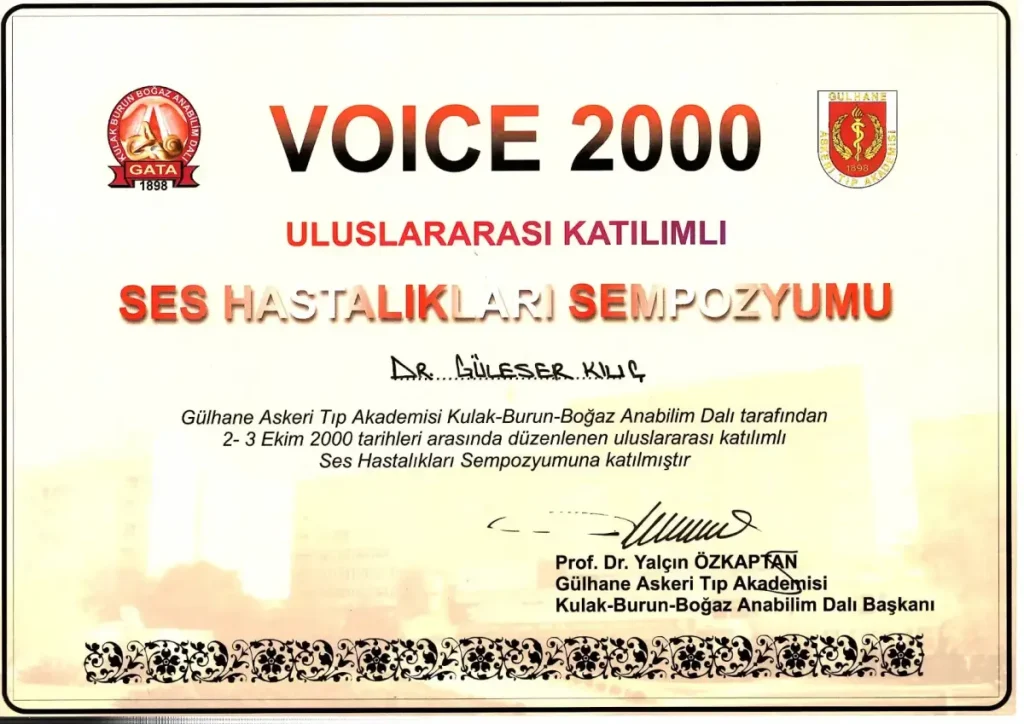 KULAK BURUN BOĞAZ ANABİLİM DALI
GATA
1898
VOICE 2000
GÜLHANE
ASKERİ TIP AKADEMİSİ
1898
ULUSLARARASI KATILIMLI
SES HASTALIKLARI SEMPOZYUMU
DR. GÜLESER KILIÇ
Gülhane Askeri Tıp Akademisi Kulak-Burun-Boğaz Anabilim Dalı tarafından
2- 3 Ekim 2000 tarihleri arasında düzenlenen uluslararası katılımlı
Ses Hastalıkları Sempozyumuna katılmıştır
Prof. Dr. Yalçın ÖZKAPTAN
Gülhane Askeri Tıp Akademisi
Kulak-Burun-Boğaz Anabilim Dalı Başkanı